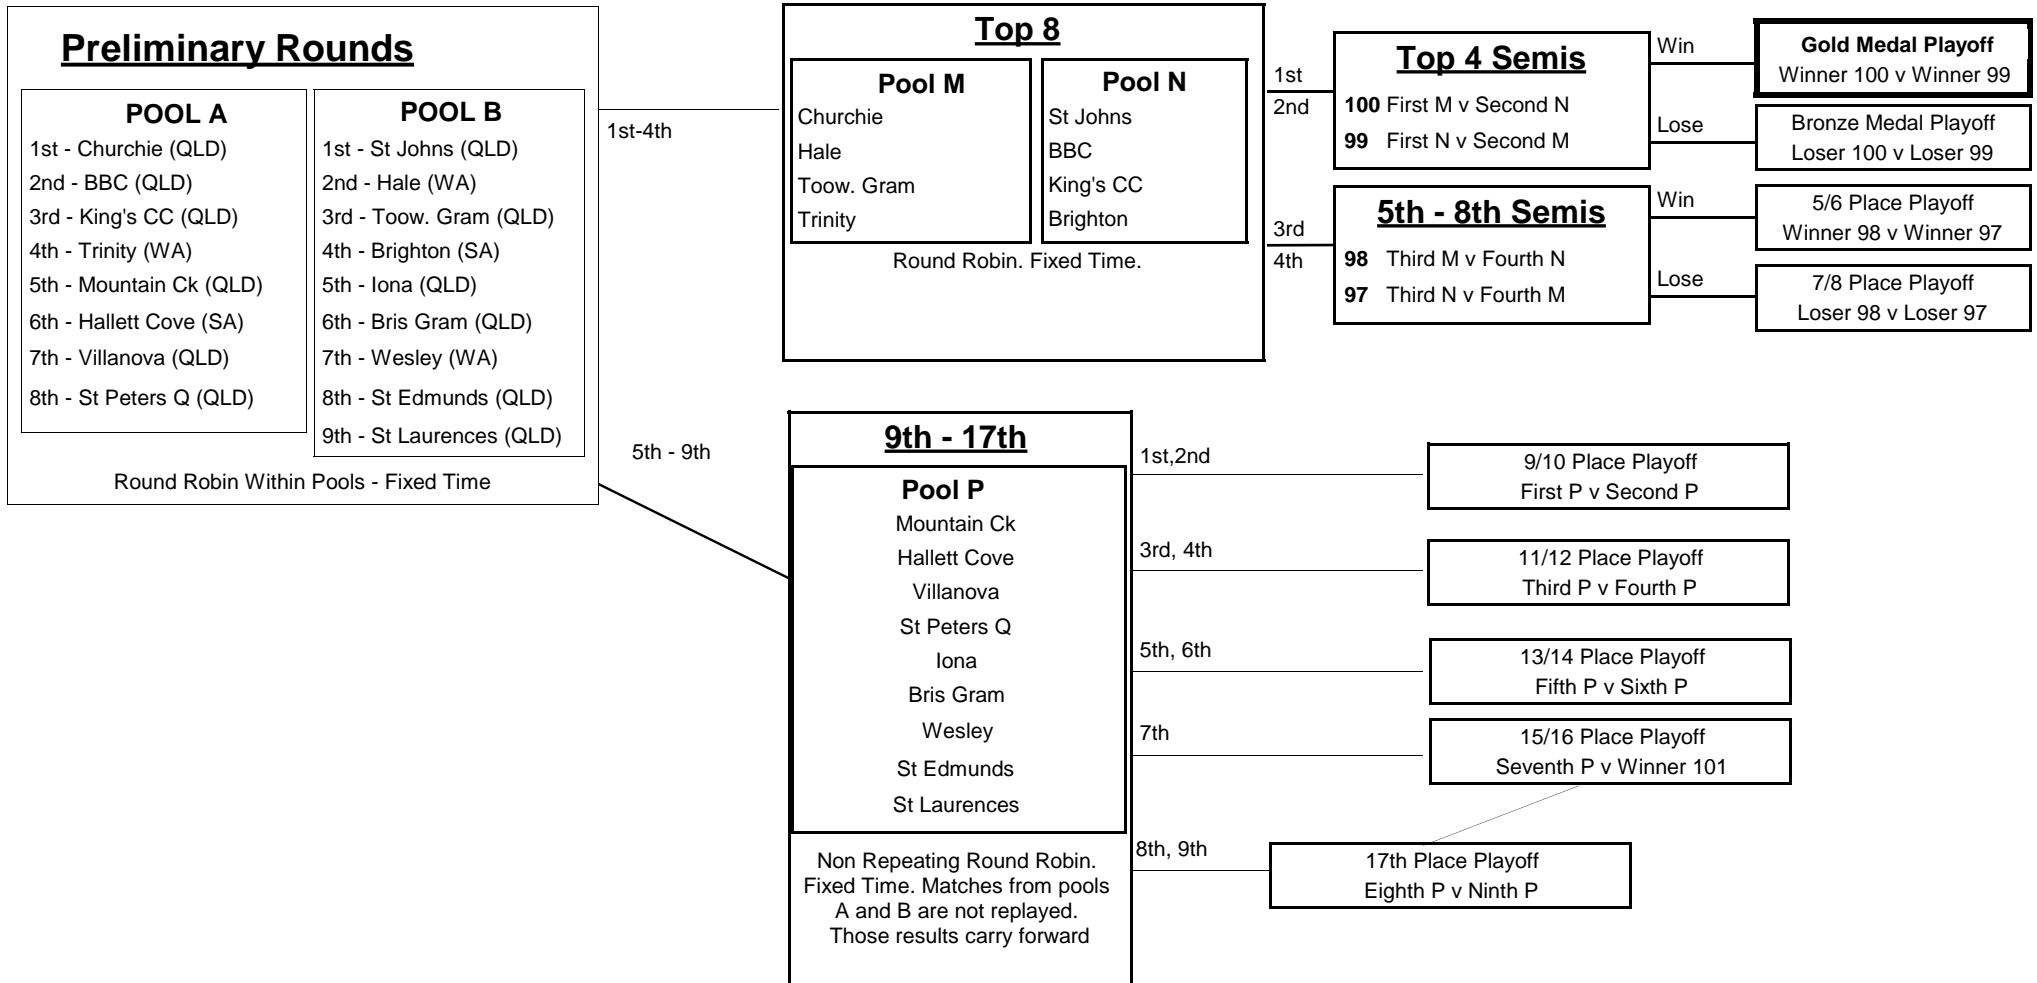 Preliminary Rounds
POOL A
1st - Churchie (QLD)
2nd - BBC (QLD)
3rd - King's CC (QLD)
4th - Trinity (WA)
5th - Mountain Ck (QLD)
6th - Hallett Cove (SA)
7th - Villanova (QLD)
8th - St Peters Q (QLD)
POOL B
1st - St Johns (QLD)
2nd - Hale (WA)
3rd - Toow. Gram (QLD)
4th - Brighton (SA)
5th - Iona (QLD)
6th - Bris Gram (QLD)
7th - Wesley (WA)
8th - St Edmunds (QLD)
9th - St Laurences (QLD)
Round Robin Within Pools - Fixed Time
1st-4th
5th - 9th
Top 8
Pool M
Churchie
Hale
Toow. Gram
Trinity
Pool N
St Johns
BBC
King's CC
Brighton
Round Robin. Fixed Time.
1st
2nd
3rd
4th
Top 4 Semis
100 First M v Second N
99 First N v Second M
5th - 8th Semis
98 Third M v Fourth N
97 Third N v Fourth M
Win
Lose
Win
Lose
Gold Medal Playoff
Winner 100 v Winner 99
Bronze Medal Playoff
Loser 100 v Loser 99
5/6 Place Playoff
Winner 98 v Winner 97
7/8 Place Playoff
Loser 98 v Loser 97
9th - 17th
Pool P
Mountain Ck
Hallett Cove
Villanova
St Peters Q
Iona
Bris Gram
Wesley
St Edmunds
St Laurences
Non Repeating Round Robin.
Fixed Time. Matches from pools
A and B are not replayed.
Those results carry forward
1st,2nd
3rd, 4th
5th, 6th
7th
8th, 9th
9/10 Place Playoff
First P v Second P
11/12 Place Playoff
Third P v Fourth P
13/14 Place Playoff
Fifth P v Sixth P
15/16 Place Playoff
Seventh P v Winner 101
17th Place Playoff
Eighth P v Ninth P